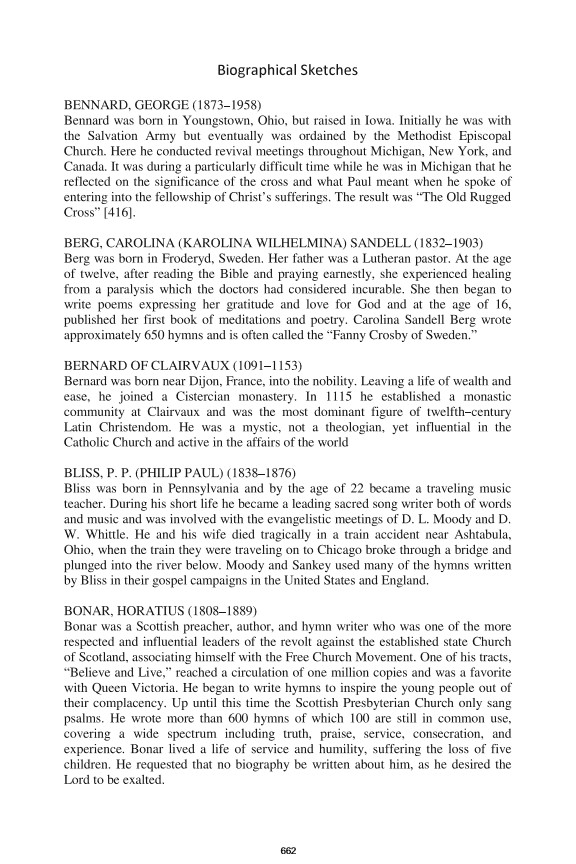 Biographical Sketches
BENNARD, GEORGE (1873–1958)
Bennard was born in Youngstown, Ohio, but raised in Iowa. Initially he was with
the Salvation Army but eventually was ordained by the Methodist Episcopal
Church. Here he conducted revival meetings throughout Michigan, New York, and
Canada. It was during a particularly difficult time while he was in Michigan that he
reflected on the significance of the cross and what Paul meant when he spoke of
entering into the fellowship of Christ's sufferings. The result was “The Old Rugged
Cross” [416].
BERG, CAROLINA (KAROLINA WILHELMINA) SANDELL (1832–1903)
Berg was born in Froderyd, Sweden. Her father was a Lutheran pastor. At the age
of twelve, after reading the Bible and praying earnestly, she experienced healing
from a paralysis which the doctors had considered incurable. She then began to
write poems expressing her gratitude and love for God and at the age of 16,
published her first book of meditations and poetry. Carolina Sandell Berg wrote
approximately 650 hymns and is often called the “Fanny Crosby of Sweden.”
BERNARD OF CLAIRVAUX (1091–1153)
Bernard was born near Dijon, France, into the nobility. Leaving a life of wealth and
ease, he joined a Cistercian monastery. In 1115 he established a monastic
community at Clairvaux and was the most dominant figure of twelfth–century
Latin Christendom. He was a mystic, not a theologian, yet influential in the
Catholic Church and active in the affairs of the world
BLISS, P. P. (PHILIP PAUL) (1838–1876)
Bliss was born in Pennsylvania and by the age of 22 became a traveling music
teacher. During his short life he became a leading sacred song writer both of words
and music and was involved with the evangelistic meetings of D. L. Moody and D.
W. Whittle. He and his wife died tragically in a train accident near Ashtabula,
Ohio, when the train they were traveling on to Chicago broke through a bridge and
plunged into the river below. Moody and Sankey used many of the hymns written
by Bliss in their gospel campaigns in the United States and England.
BONAR, HORATIUS (1808–1889)
Bonar was a Scottish preacher, author, and hymn writer who was one of the more
respected and influential leaders of the revolt against the established state Church
of Scotland, associating himself with the Free Church Movement. One of his tracts,
“Believe and Live,” reached a circulation of one million copies and was a favorite
with Queen Victoria. He began to write hymns to inspire the young people out of
their complacency. Up until this time the Scottish Presbyterian Church only sang
psalms. He wrote more than 600 hymns of which 100 are still in common use,
covering a wide spectrum including truth, praise, service, consecration, and
experience. Bonar lived a life of service and humility, suffering the loss of five
children. He requested that no biography be written about him, as he desired the
Lord to be exalted.
662